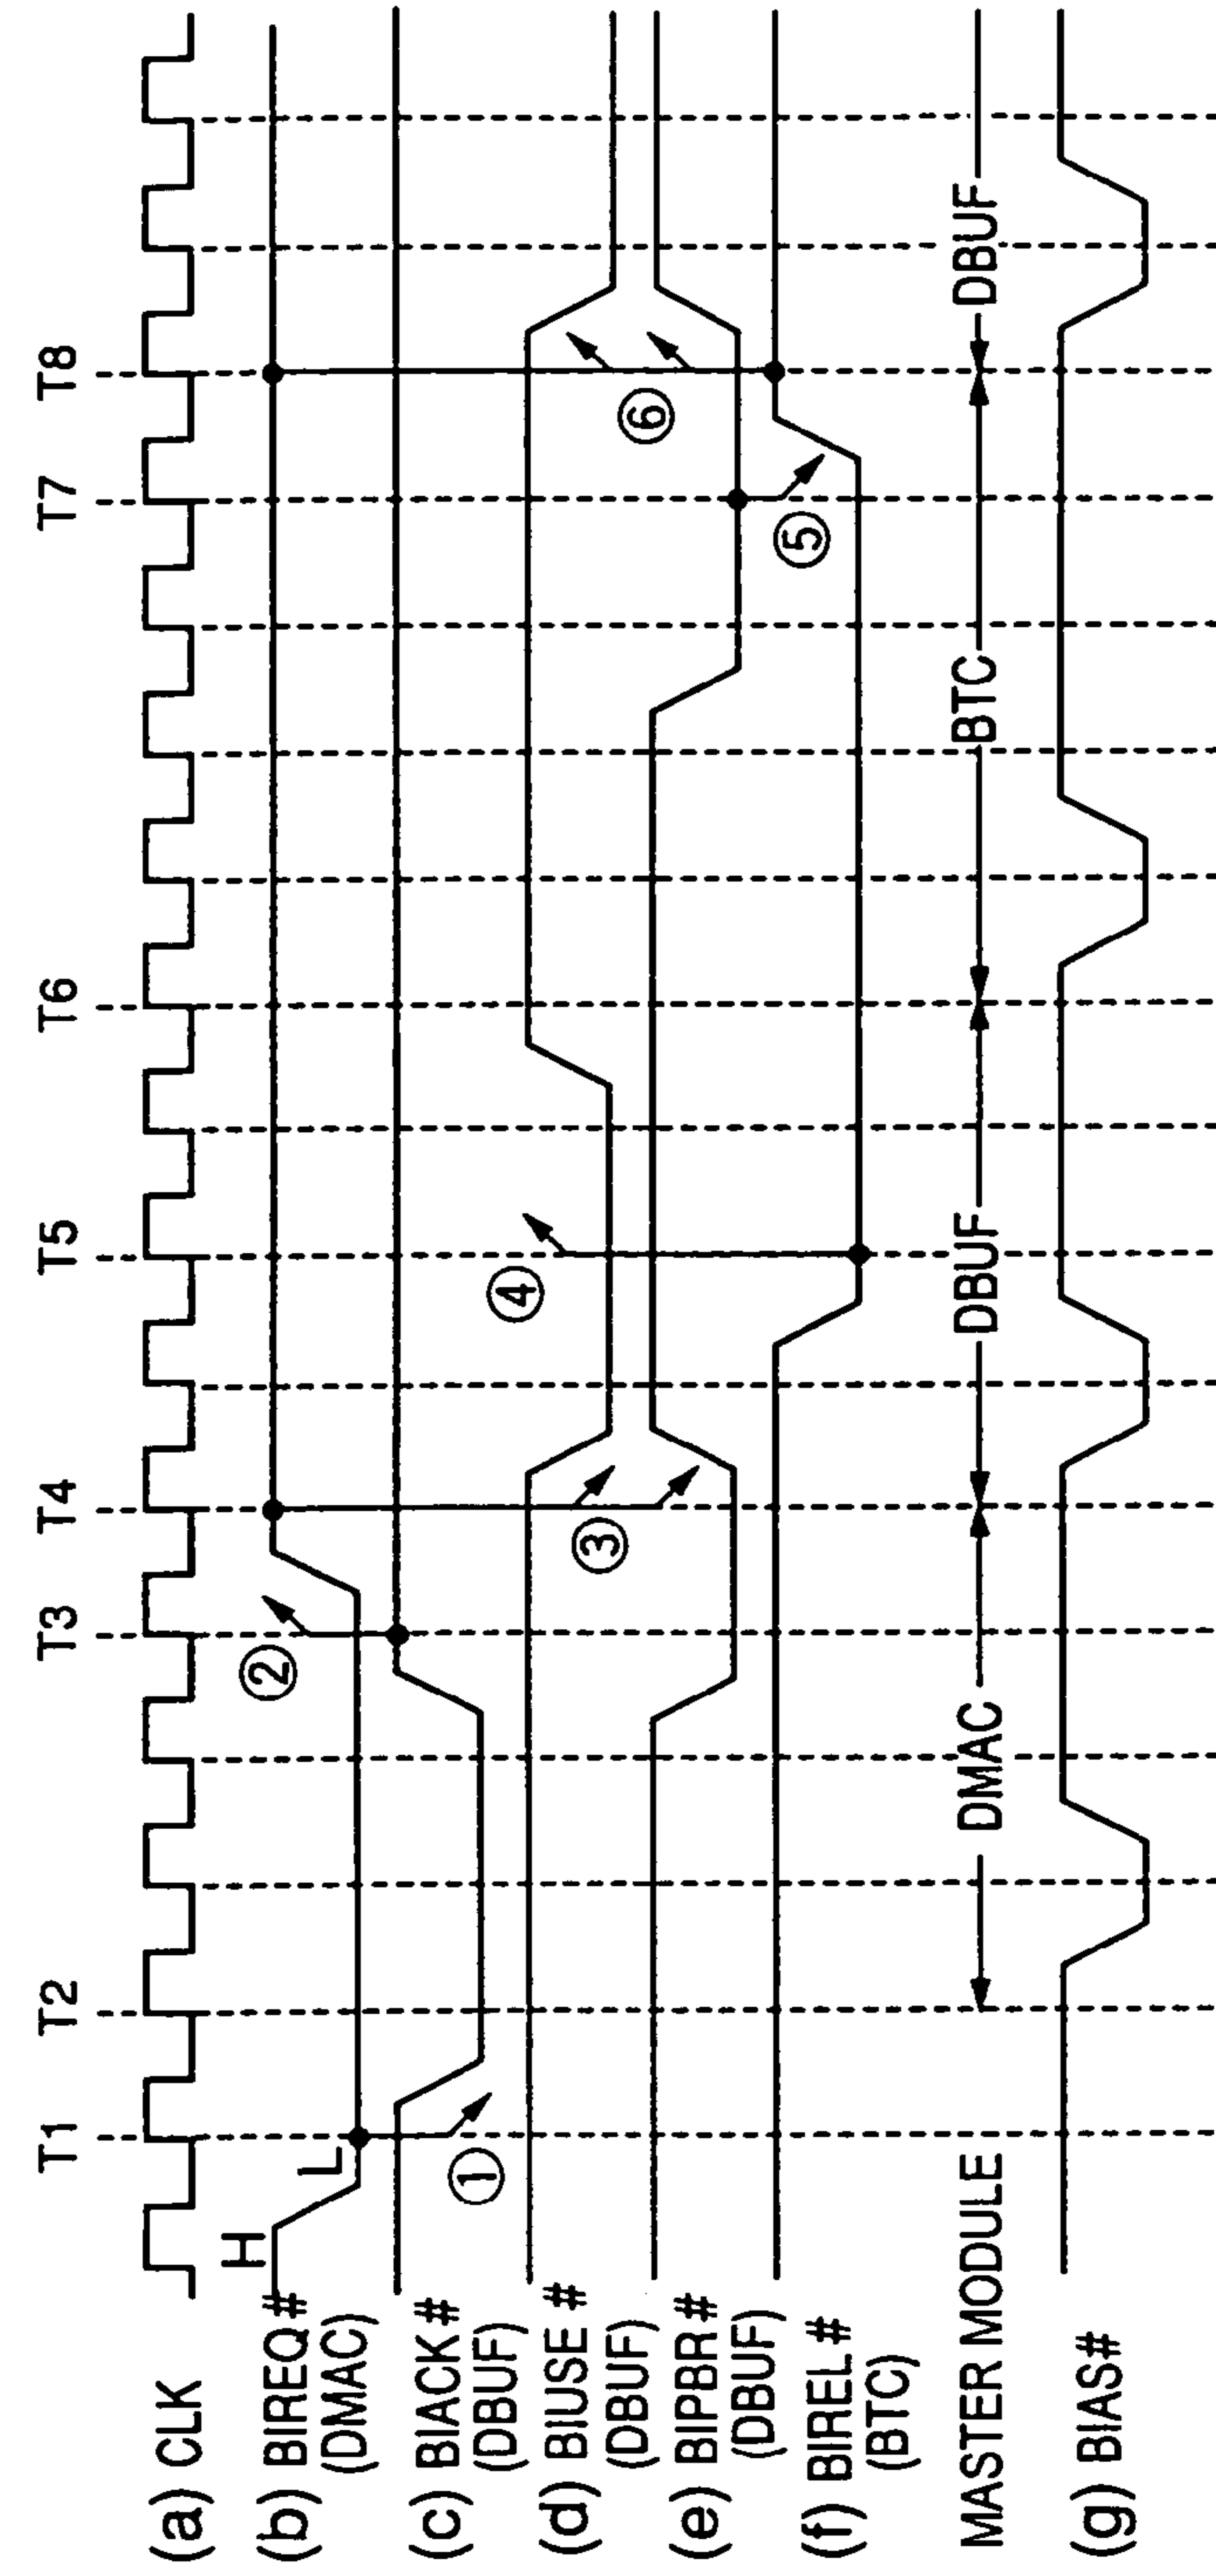 T1 T2 T3 T4 T5 T6 T7 T8
(a) CLK
(b) BIREQ#
(DMAC)
H
L
②
(c) BIACK#
(DBUF)
①
④
(d) BIUSE #
(DBUF)
③
⑥
(e) BIPBR#
(DBUF)
⑤
(f) BIREL#
(BTC)
MASTER MODULE
DMAC DBUF BTC DBUF
(g) BIAS#